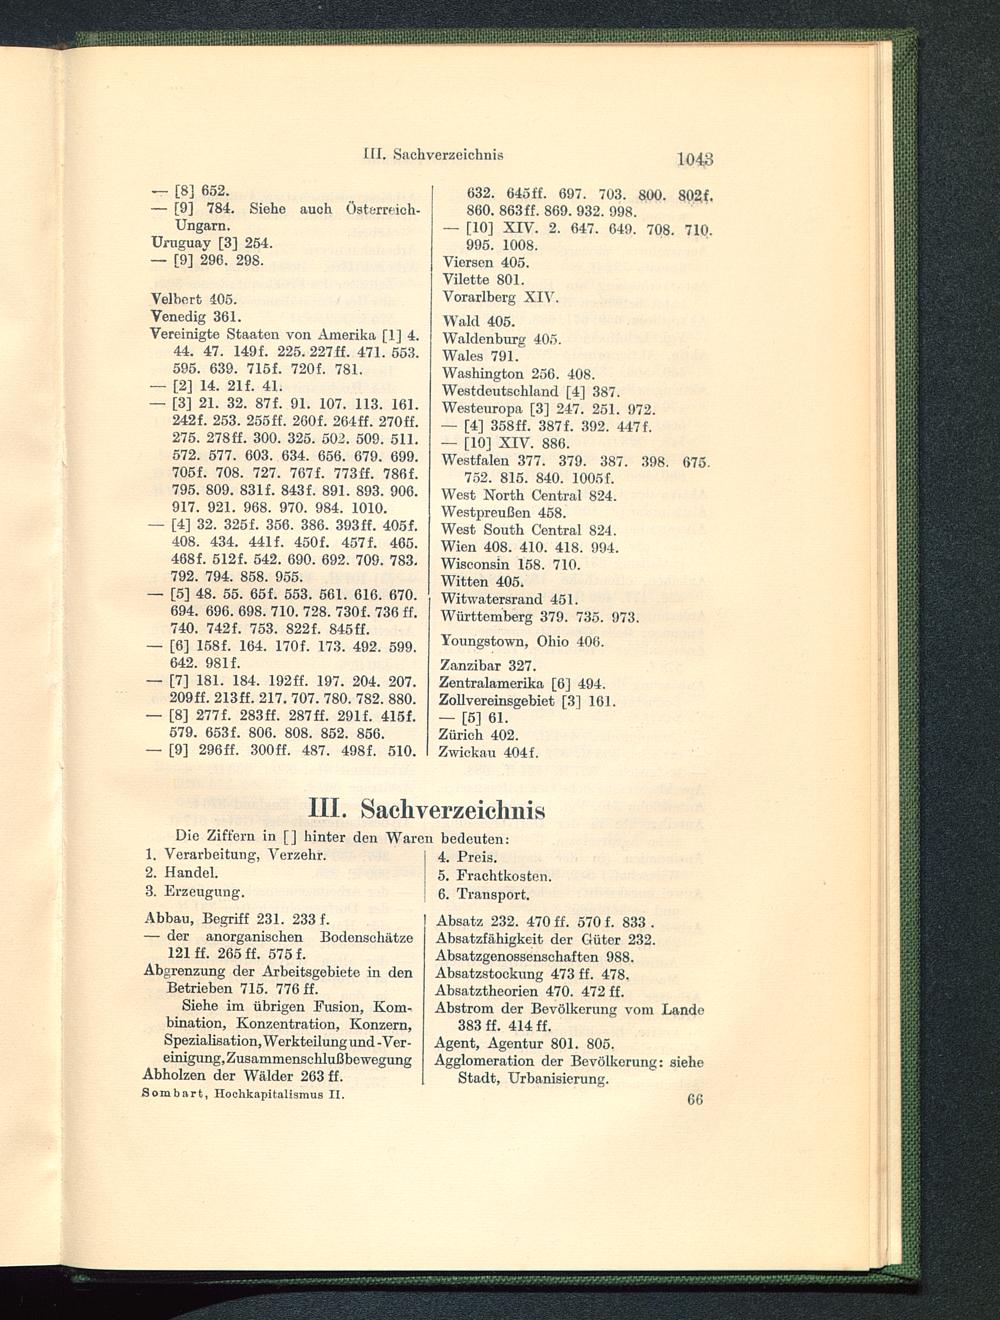 III. Sachverzeichnis 1043
— [8] 652.
— [9] 784. Siehe auch Österreich-
Ungarn.
Uruguay [3] 254.
— [9] 296. 298.
Velbert 405.
Venedig 361.
Vereinigte Staaten von Amerika [1] 4.
44. 47. 149f. 225. 227ff. 471. 553.
595. 639. 715f. 720f. 781.
— [2] 14. 21f. 41.
— [3] 21. 32. 87f. 91. 107. 113. 161.
242f. 253. 255ff. 260f. 264ff. 270ff.
275. 278ff. 300. 325. 502. 509. 511.
572. 577. 603. 634. 656. 679. 699.
705f. 708. 727. 767f. 773ff. 786f.
795. 809. 831f. 843f. 891. 893. 906.
917. 921. 968. 970. 984. 1010.
— [4] 32. 325f. 356. 386. 393ff. 405f.
408. 434. 441f. 450f. 457f. 465.
468f. 512f. 542. 690. 692. 709. 783.
792. 794. 858. 955.
— [5] 48. 55. 65f. 553. 561. 616. 670.
694. 696. 698. 710. 728. 730f. 736 ff.
740. 742f. 753. 822f. 845ff.
— [6] 158f. 164. 170f. 173. 492. 599.
642. 981f.
— [7] 181. 184. 192ff. 197. 204. 207.
209ff. 213ff. 217. 707. 780. 782. 880.
— [8] 277f. 283ff. 287ff. 291f. 415f.
579. 653f. 806. 808. 852. 856.
— [9] 296ff. 300ff. 487. 498f. 510.
632. 645ff. 697. 703. 800. 802f.
860. 863ff. 869. 932. 998.
— [10] XIV. 2. 647. 649. 708. 710.
995. 1008.
Viersen 405.
Vilette 801.
Vorarlberg XIV.
Wald 405.
Waldenburg 405.
Wales 791.
Washington 256. 408.
Westdeutschland [4] 387.
Westeuropa [3] 247. 251. 972.
— [4] 358ff. 387f. 392. 447f.
— [10] XIV. 886.
Westfalen 377. 379. 387. 398. 675.
752. 815. 840. 1005f.
West North Central 824.
Westpreußen 458.
West South Central 824.
Wien 408. 410. 418. 994.
Wisconsin 158. 710.
Witten 405.
Witwatersrand 451.
Württemberg 379. 735. 973.
Youngstown, Ohio 406.
Zanzibar 327.
Zentralamerika [6] 494.
Zollvereinsgebiet [3] 161.
— [5] 61.
Zürich 402.
Zwickau 404f.
III. Sachverzeichnis
Die Ziffern in [] hinter den Waren bedeuten:
1. Verarbeitung, Verzehr.
2. Handel.
3. Erzeugung.
4. Preis.
5. Frachtkosten.
6. Transport.
Abbau, Begriff 231. 233 f.
— der anorganischen Bodenschätze
121 ff. 265 ff. 575 f.
Abgrenzung der Arbeitsgebiete in den
Betrieben 715. 776 ff.
Siehe im übrigen Fusion, Kom-
bination, Konzentration, Konzern,
Spezialisation, Werkteilung und -Ver-
einigung, Zusammenschlußbewegung
Abholzen der Wälder 263 ff.
Absatz 232. 470 ff. 570 f. 833 .
Absatzfähigkeit der Güter 232.
Absatzgenossenschaften 988.
Absatzstockung 473 ff. 478.
Absatztheorien 470. 472 ff.
Abstrom der Bevölkerung vom Lande
383 ff. 414 ff.
Agent, Agentur 801. 805.
Agglomeration der Bevölkerung: siehe
Stadt, Urbanisierung.
Sombart, Hochkapitalismus II. 66